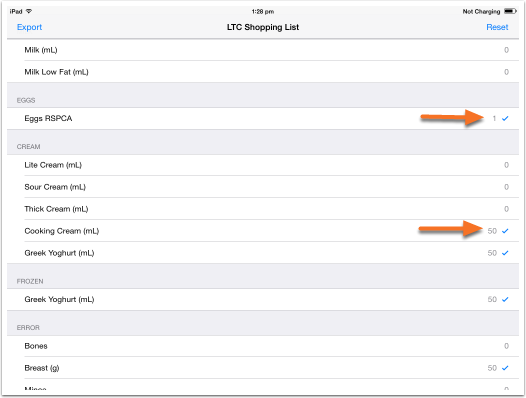 iPad 1:28 pm Not Charging
Export LTC Shopping List Reset
Milk (mL) 0
Milk Low Fat (mL) 0
EGGS
Eggs RSPCA 1
CREAM
Lite Cream (mL) 0
Sour Cream (mL) 0
Thick Cream (mL) 0
Cooking Cream (mL) 50
Greek Yoghurt (mL) 50
FROZEN
Greek Yoghurt (mL) 50
ERROR
Bones 0
Breast (g) 50